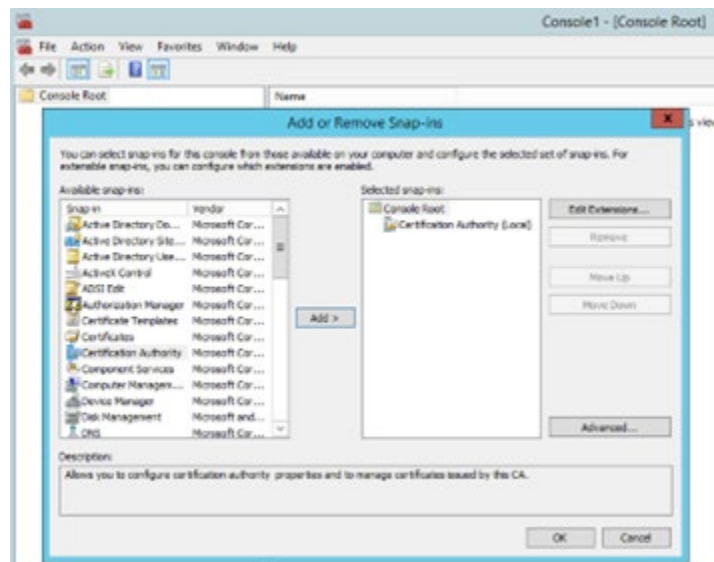 Console1 - [Console Root]
File Action View Favorites Window Help
Console Root
Name
Add or Remove Snap-ins
s view
You can select snap-ins for this console from those available on your computer and configure the selected set of snap-ins. For
extensible snap-ins, you can configure which extensions are enabled.
Available snap-ins:
Selected snap-ins:
Snap-in Vendor
Active Directory Do... Microsoft Cor...
Active Directory Site... Microsoft Cor...
Active Directory Use... Microsoft Cor...
ActiveX Control Microsoft Cor...
ADSI Edit Microsoft Cor...
Authorization Manager Microsoft Cor...
Certificate Templates Microsoft Cor...
Certificates Microsoft Cor...
Certification Authority Microsoft Cor...
Component Services Microsoft Cor...
Computer Managem... Microsoft Cor...
Device Manager Microsoft Cor...
Disk Management Microsoft and...
DNS Microsoft Cor...
Add >
Console Root
Certification Authority (Local)
Edit Extensions...
Remove
Move Up
Move Down
Advanced...
Description:
Allows you to configure certification authority properties and to manage certificates issued by this CA.
OK Cancel